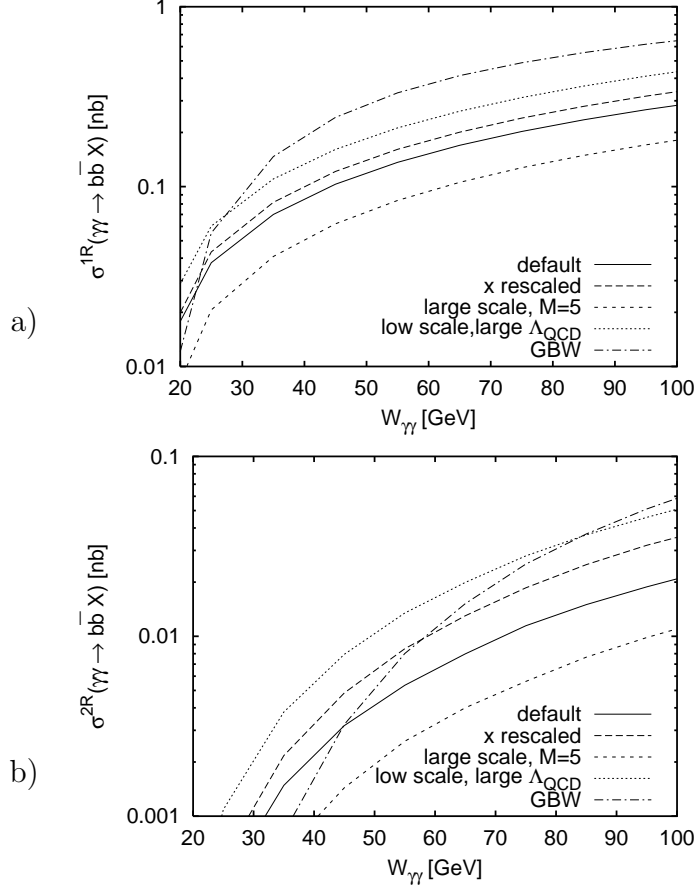 1
0.1
0.01
σ^{1R}(γγ → bb̄ X) [nb]
default
x rescaled
large scale, M=5
low scale,large Λ_QCD
GBW
20 30 40 50 60 70 80 90 100
W_γγ [GeV]
a)
0.1
0.01
0.001
σ^{2R}(γγ → bb̄ X) [nb]
default
x rescaled
large scale, M=5
low scale, large Λ_QCD
GBW
20 30 40 50 60 70 80 90 100
W_γγ [GeV]
b)